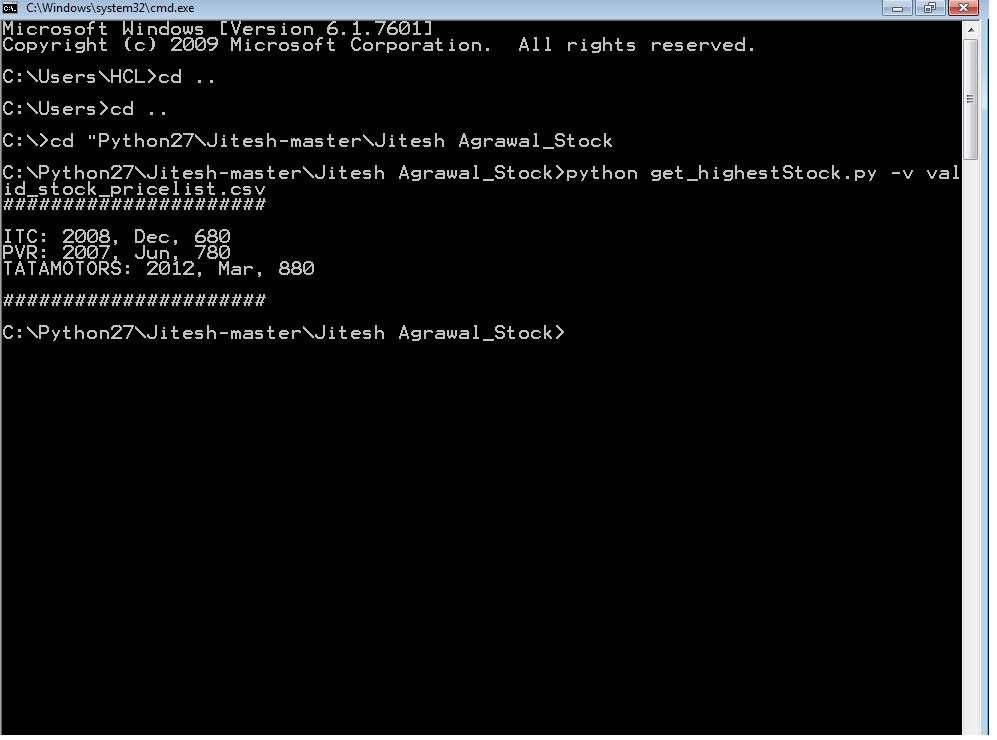 C:\Windows\system32\cmd.exe
Microsoft Windows [Version 6.1.7601]
Copyright (c) 2009 Microsoft Corporation.  All rights reserved.
C:\Users\HCL>cd ..
C:\Users>cd ..
C:\>cd "Python27\Jitesh-master\Jitesh Agrawal_Stock
C:\Python27\Jitesh-master\Jitesh Agrawal_Stock>python get_highestStock.py -v val
id_stock_pricelist.csv
######################
ITC: 2008, Dec, 680
PVR: 2007, Jun, 780
TATAMOTORS: 2012, Mar, 880
######################
C:\Python27\Jitesh-master\Jitesh Agrawal_Stock>